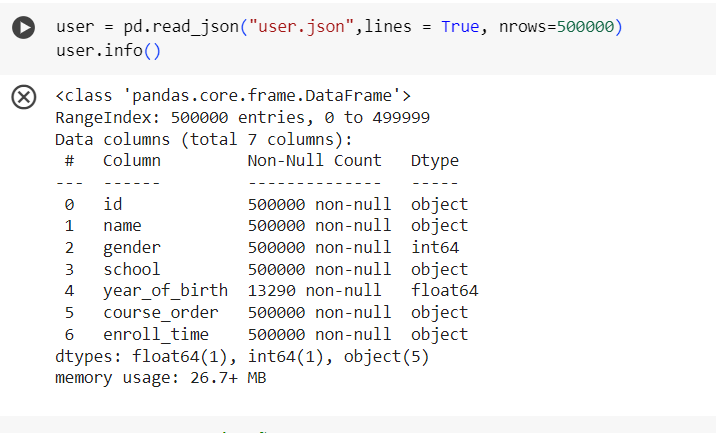 user = pd.read_json("user.json",lines = True, nrows=500000)
user.info()
<class 'pandas.core.frame.DataFrame'>
RangeIndex: 500000 entries, 0 to 499999
Data columns (total 7 columns):
 #   Column         Non-Null Count   Dtype
---  ------         --------------   -----
 0   id             500000 non-null  object
 1   name           500000 non-null  object
 2   gender         500000 non-null  int64
 3   school         500000 non-null  object
 4   year_of_birth  13290 non-null   float64
 5   course_order   500000 non-null  object
 6   enroll_time    500000 non-null  object
dtypes: float64(1), int64(1), object(5)
memory usage: 26.7+ MB